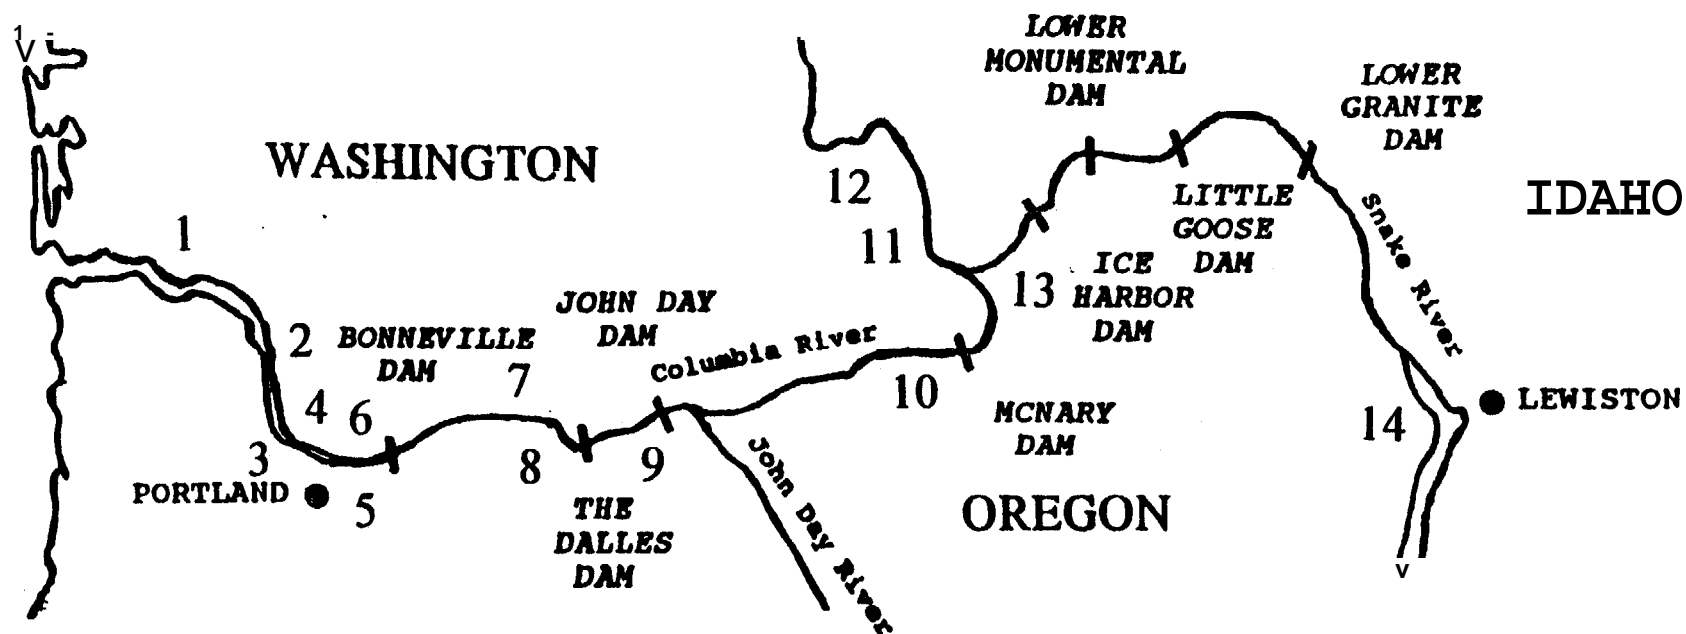 LOWER
MONUMENTAL
DAM
LOWER
GRANITE
DAM
WASHINGTON
12
LITTLE
GOOSE
DAM
IDAHO
1
11
Snake River
13
ICE
HARBOR
DAM
JOHN DAY
DAM
2
BONNEVILLE
DAM
Columbia River
7
10
4
6
MCNARY
DAM
14
LEWISTON
3
8
9
John Day River
PORTLAND
5
THE
DALLES
DAM
OREGON